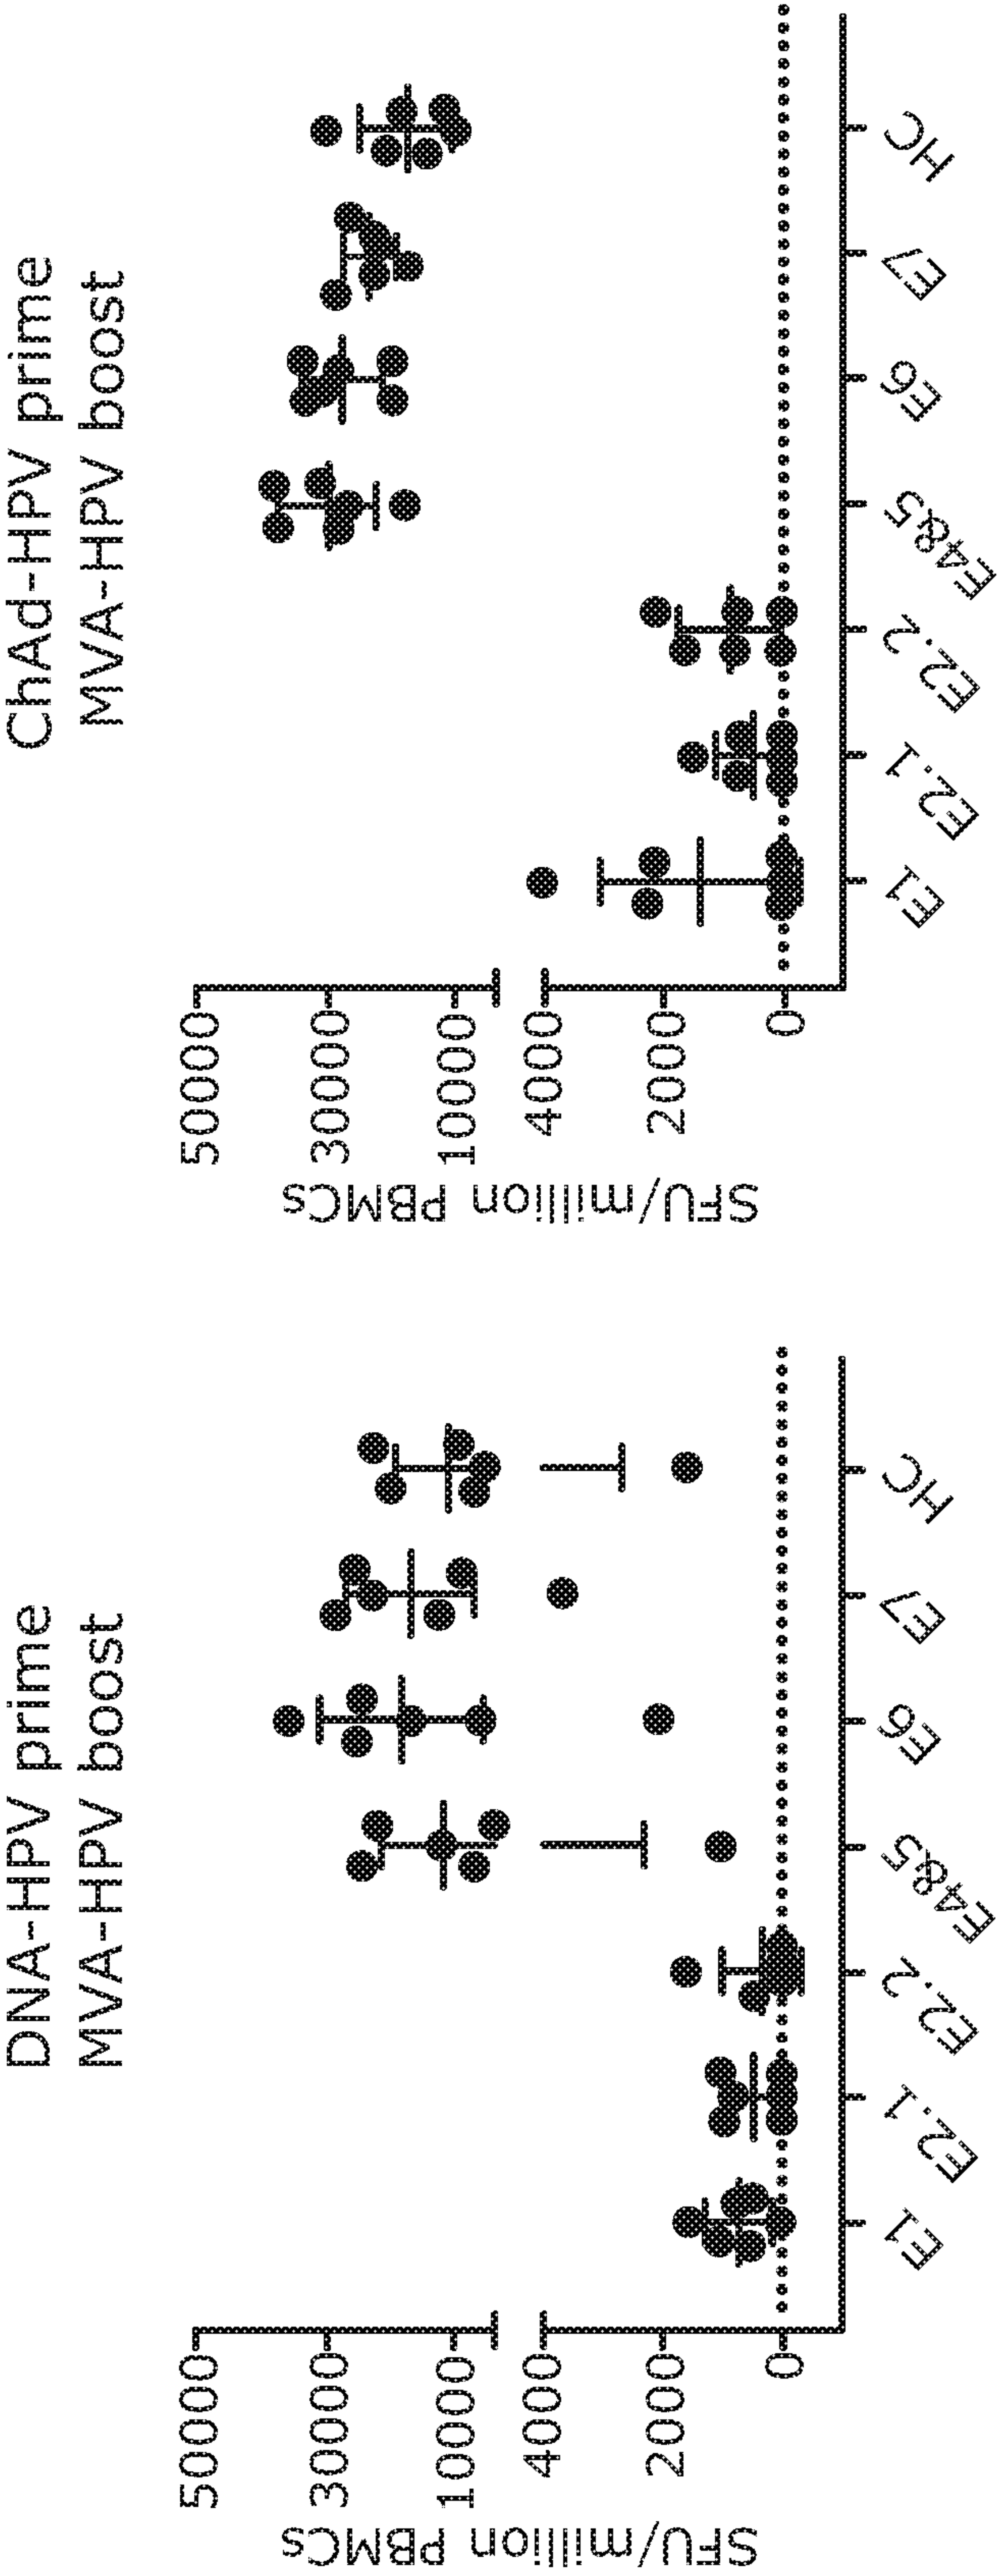 DNA-HPV prime
MVA-HPV boost
SFU/million PBMCs
50000
30000
10000
4000
2000
0
E1
E2.1
E2.2
E4&5
E6
E7
HC
ChAd-HPV prime
MVA-HPV boost
SFU/million PBMCs
50000
30000
10000
4000
2000
0
E1
E2.1
E2.2
E4&5
E6
E7
HC